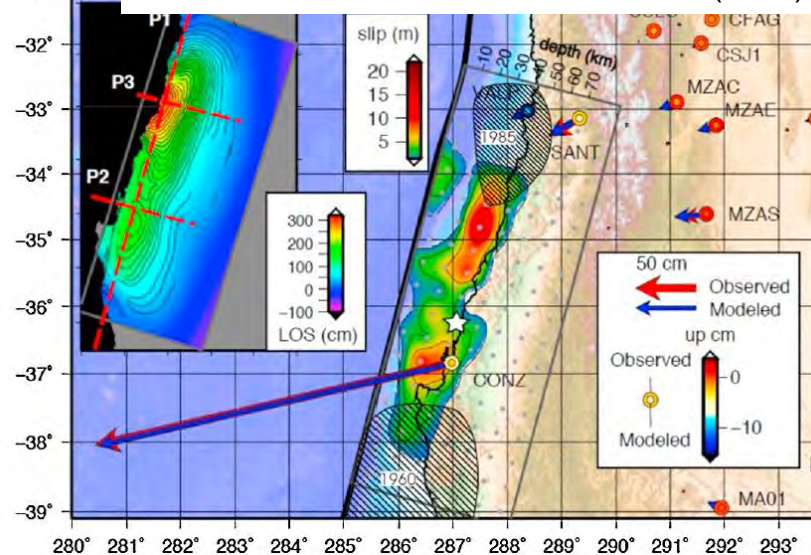 P1
P3
P2
300
200
100
0
−100
LOS (cm)
slip (m)
20
15
10
5
depth (km)
10
20
30
40
50
60
70
1985
SANT
CONZ
1960
CFAG
CSJ1
MZAC
MZAE
MZAS
MA01
50 cm
Observed
Modeled
up cm
Observed
Modeled
0
−10
−32°
−33°
−34°
−35°
−36°
−37°
−38°
−39°
280° 281° 282° 283° 284° 285° 286° 287° 288° 289° 290° 291° 292° 293°